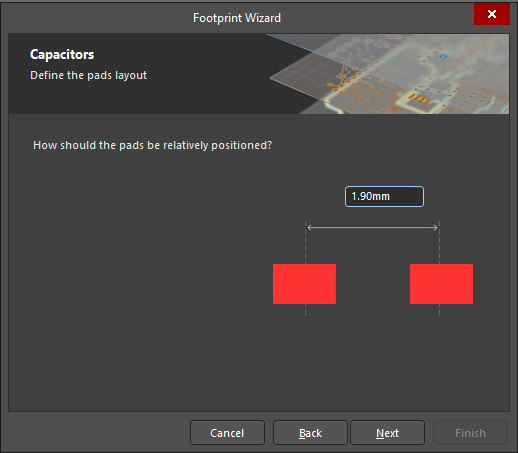 Footprint Wizard
Capacitors
Define the pads layout
How should the pads be relatively positioned?
1.90mm
Cancel
Back
Next
Finish